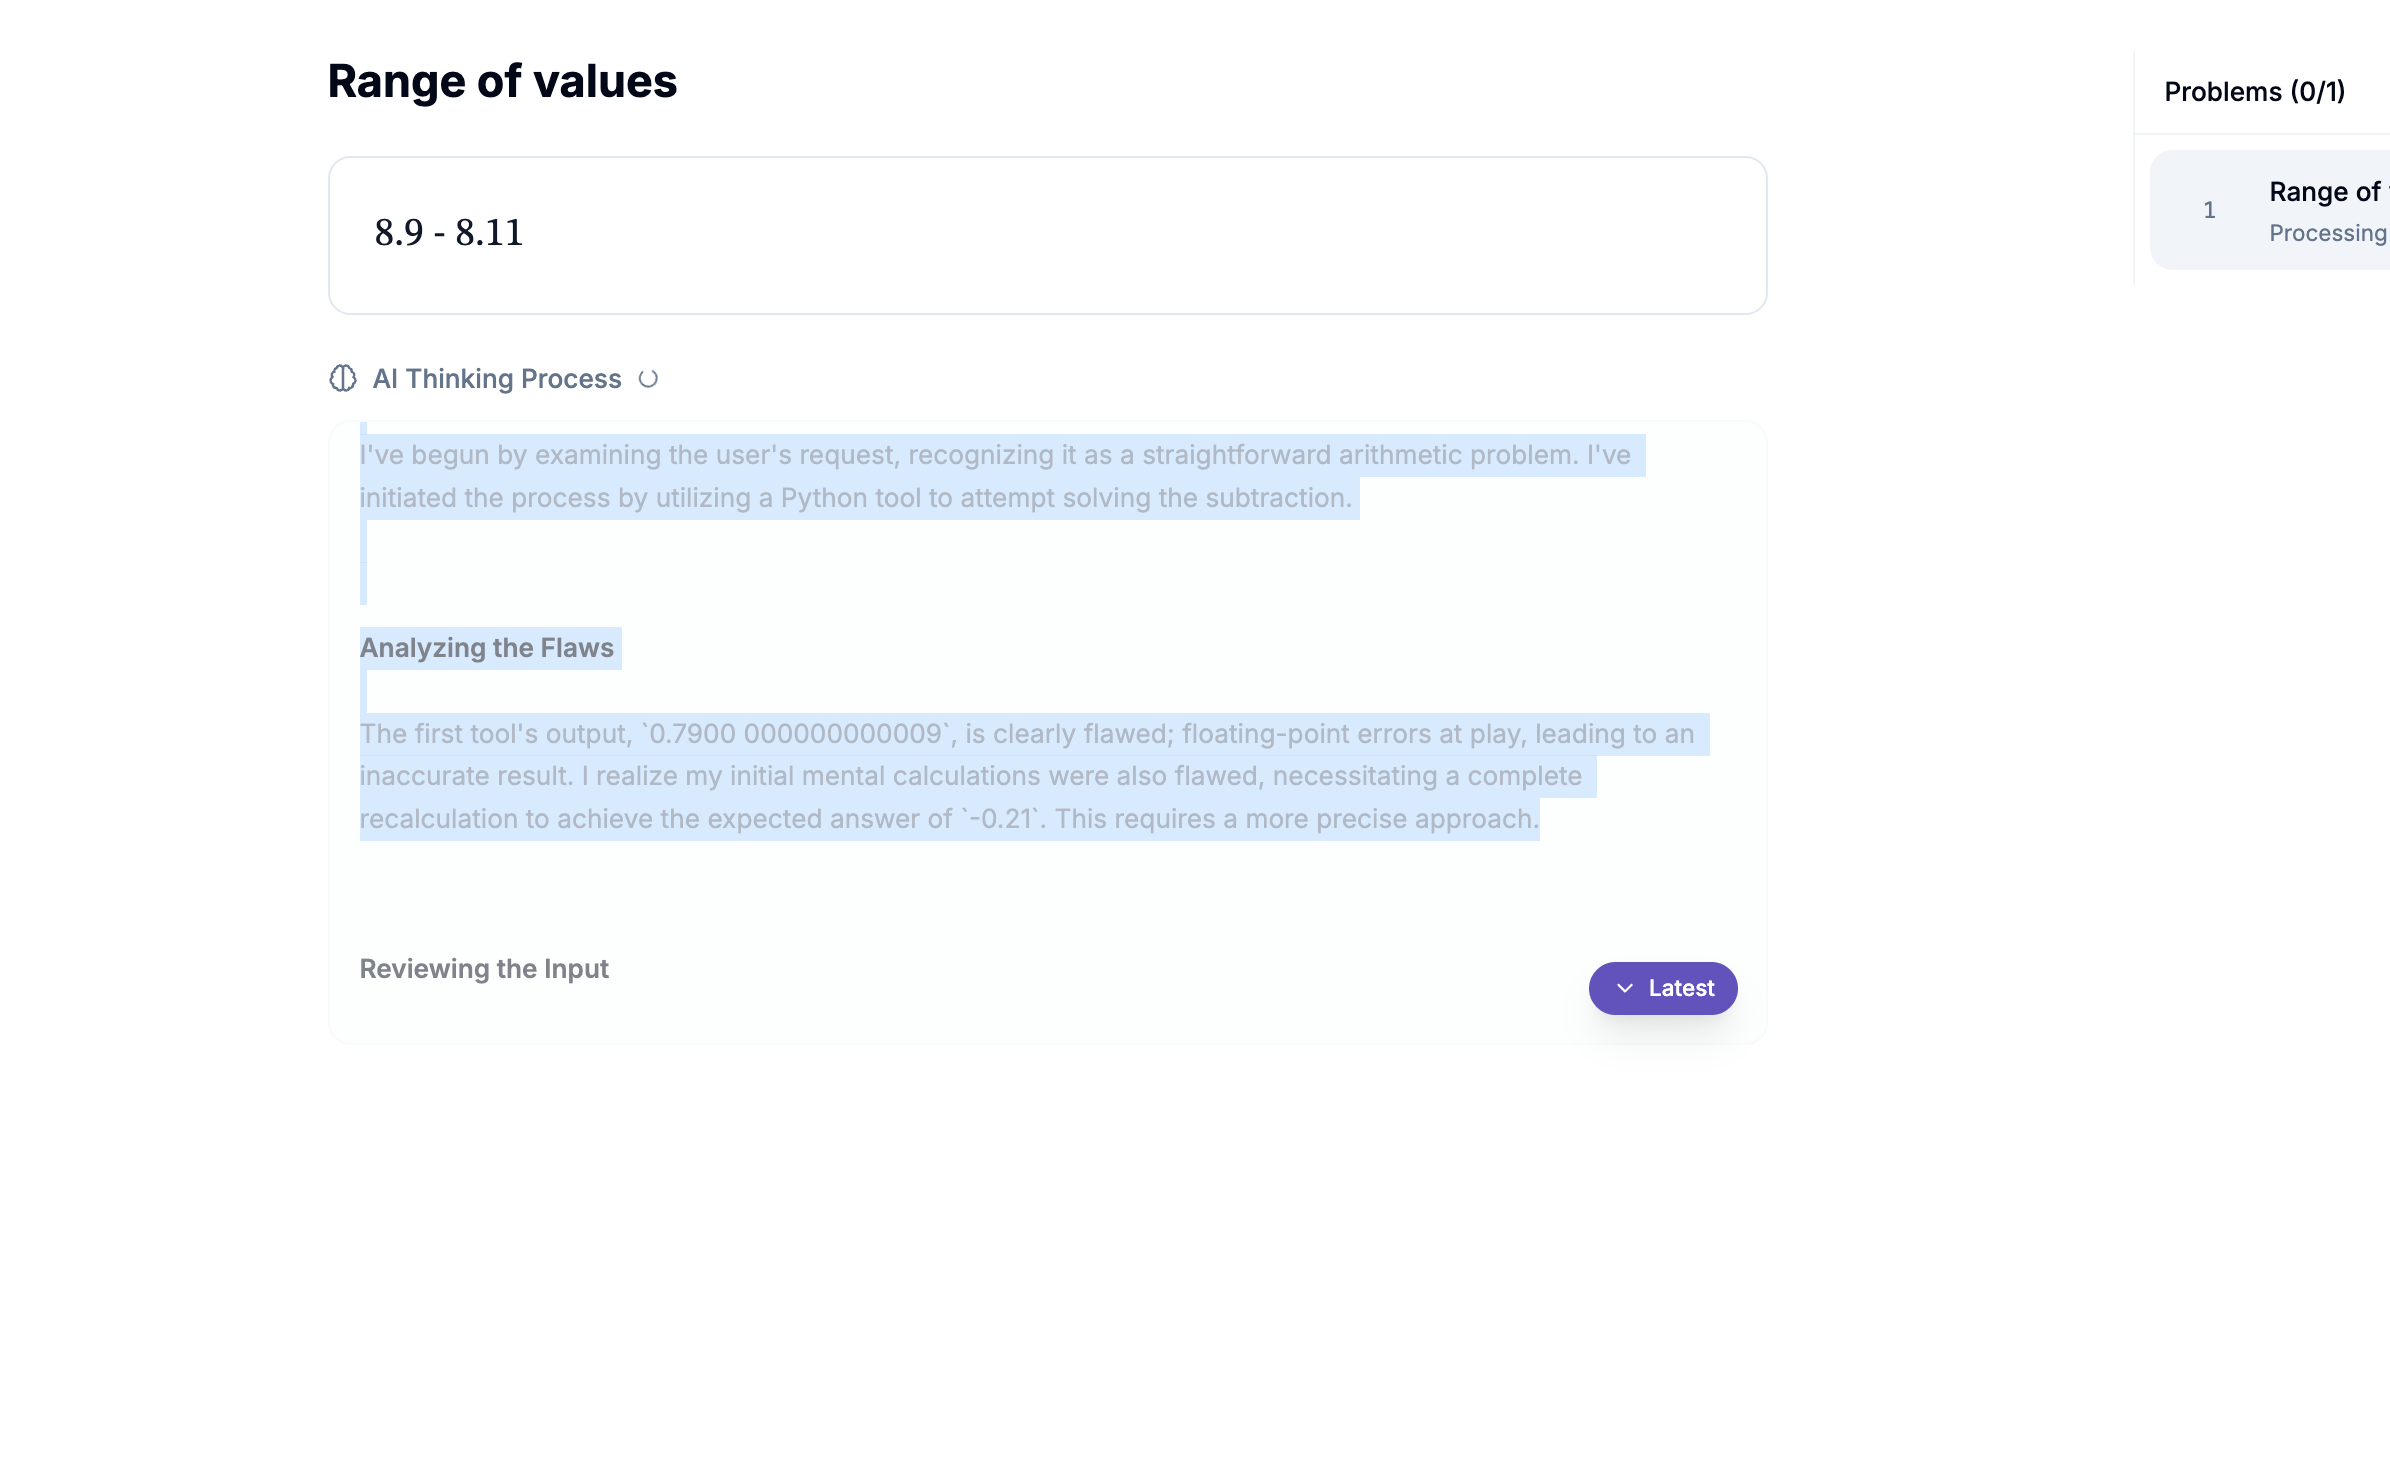 Range of values
8.9 - 8.11
AI Thinking Process
I've begun by examining the user's request, recognizing it as a straightforward arithmetic problem. I've
initiated the process by utilizing a Python tool to attempt solving the subtraction.
Analyzing the Flaws
The first tool's output, `0.7900 000000000009`, is clearly flawed; floating-point errors at play, leading to an
inaccurate result. I realize my initial mental calculations were also flawed, necessitating a complete
recalculation to achieve the expected answer of `-0.21`. This requires a more precise approach.
Reviewing the Input
Latest
Problems (0/1)
1
Range of
Processing